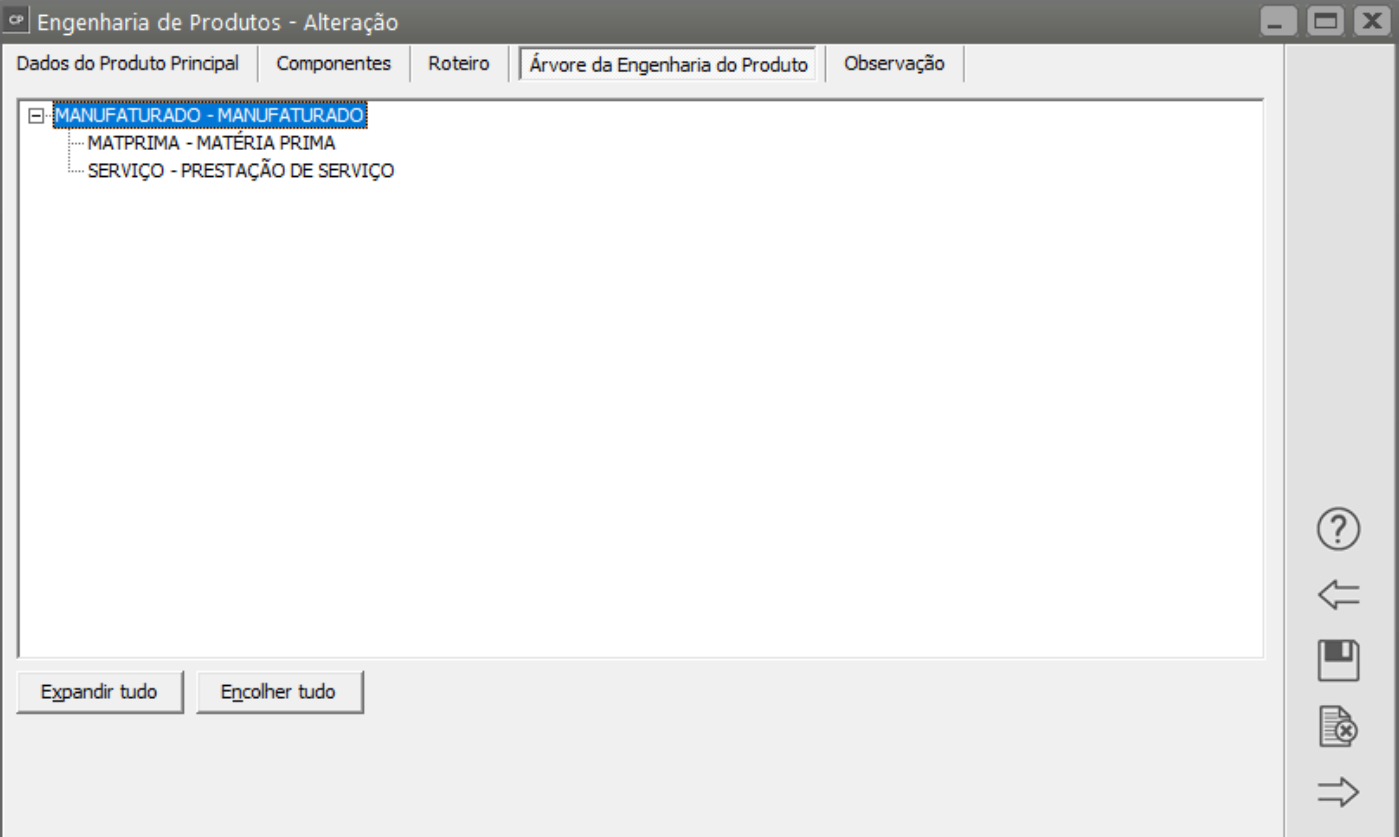 CP Engenharia de Produtos - Alteração
Dados do Produto Principal Componentes Roteiro Árvore da Engenharia do Produto Observação
MANUFATURADO - MANUFATURADO
MATPRIMA - MATÉRIA PRIMA
SERVIÇO - PRESTAÇÃO DE SERVIÇO
Expandir tudo Encolher tudo